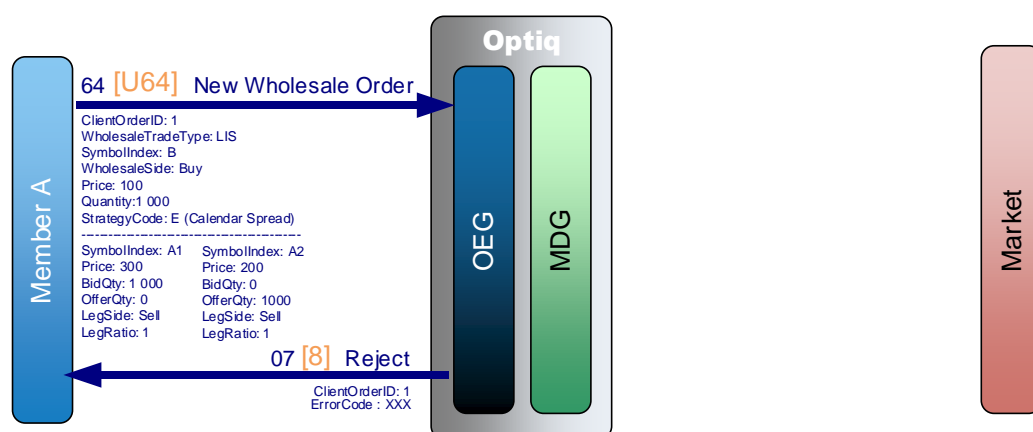 Optiq
Member A
64 [U64] New Wholesale Order
ClientOrderID: 1
WholesaleTradeType: LIS
SymbolIndex: B
WholesaleSide: Buy
Price: 100
Quantity:1 000
StrategyCode: E (Calendar Spread)
--------------------------------------------
SymbolIndex: A1 SymbolIndex: A2
Price: 300 Price: 200
BidQty: 1 000 BidQty: 0
OfferQty: 0 OfferQty: 1000
LegSide: Sell LegSide: Sell
LegRatio: 1 LegRatio: 1
07 [8] Reject
ClientOrderID: 1
ErrorCode : XXX
OEG
MDG
Market